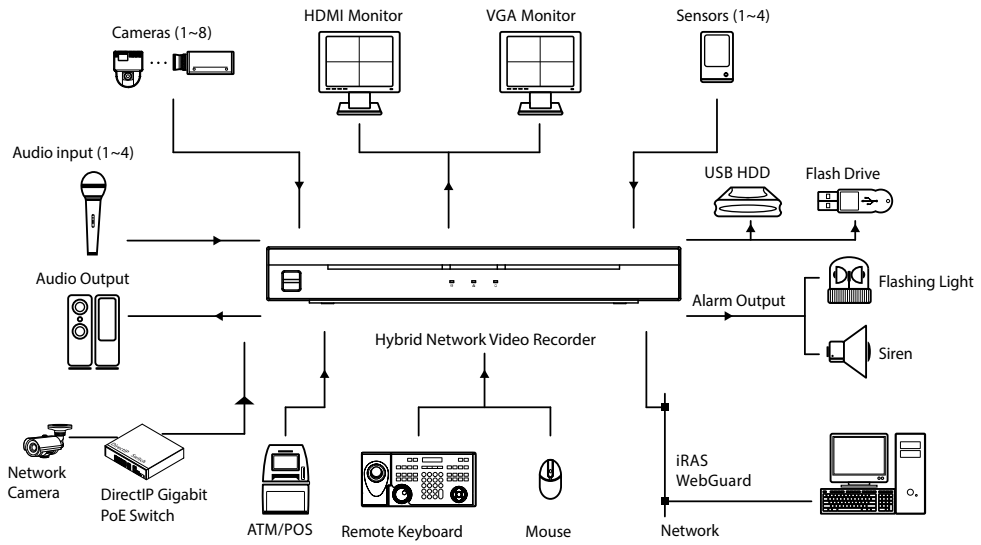 HDMI Monitor
VGA Monitor
Sensors (1~4)
Cameras (1~8)
Audio input (1~4)
USB HDD
Flash Drive
Audio Output
Flashing Light
Alarm Output
Hybrid Network Video Recorder
Siren
Network
Camera
DirectIP Gigabit
PoE Switch
iRAS
WebGuard
ATM/POS
Remote Keyboard
Mouse
Network